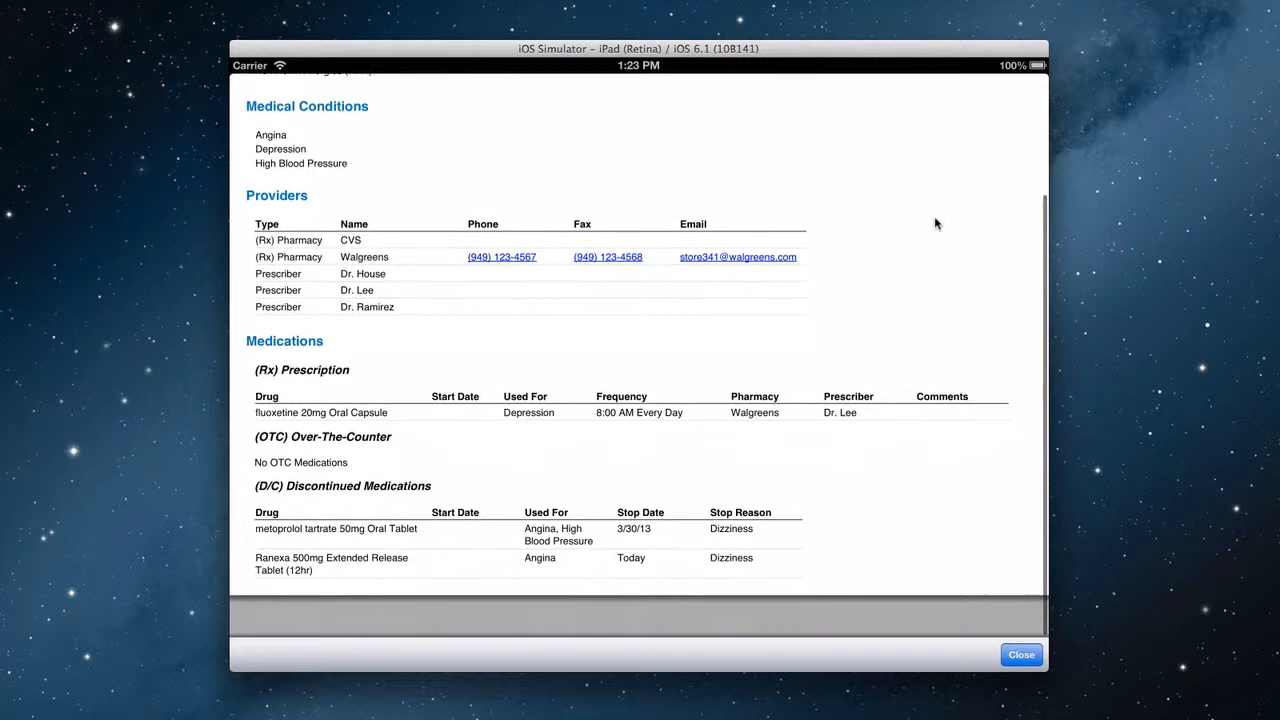 iOS Simulator – iPad (Retina) / iOS 6.1 (10B141)
Carrier 1:23 PM 100%
Medical Conditions
Angina
Depression
High Blood Pressure
Providers
Type Name Phone Fax Email
(Rx) Pharmacy CVS
(Rx) Pharmacy Walgreens (949) 123-4567 (949) 123-4568 store341@walgreens.com
Prescriber Dr. House
Prescriber Dr. Lee
Prescriber Dr. Ramirez
Medications
(Rx) Prescription
Drug Start Date Used For Frequency Pharmacy Prescriber Comments
fluoxetine 20mg Oral Capsule Depression 8:00 AM Every Day Walgreens Dr. Lee
(OTC) Over-The-Counter
No OTC Medications
(D/C) Discontinued Medications
Drug Start Date Used For Stop Date Stop Reason
metoprolol tartrate 50mg Oral Tablet Angina, High 3/30/13 Dizziness
Blood Pressure
Ranexa 500mg Extended Release Angina Today Dizziness
Tablet (12hr)
Close